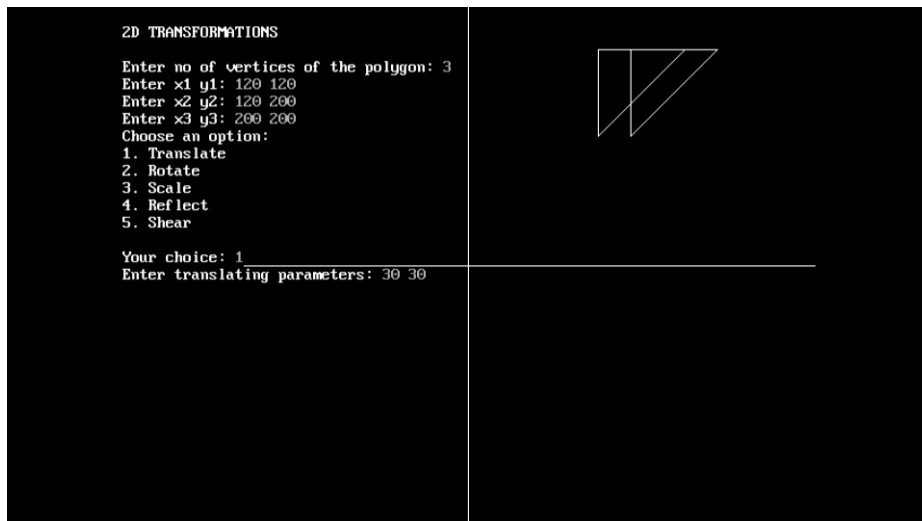 2D TRANSFORMATIONS
Enter no of vertices of the polygon: 3
Enter x1 y1: 120 120
Enter x2 y2: 120 200
Enter x3 y3: 200 200
Choose an option:
1. Translate
2. Rotate
3. Scale
4. Reflect
5. Shear
Your choice: 1
Enter translating parameters: 30 30